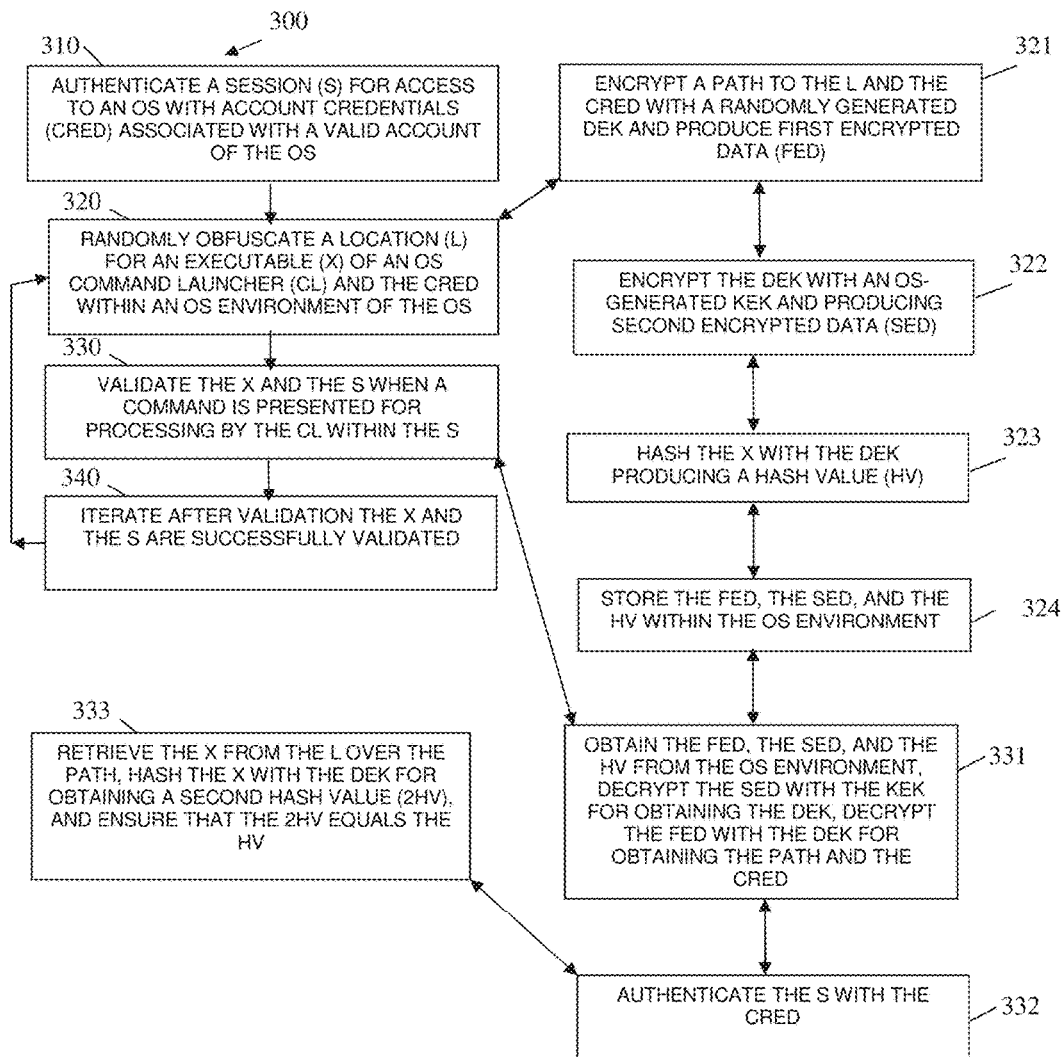 300
310
AUTHENTICATE A SESSION (S) FOR ACCESS
TO AN OS WITH ACCOUNT CREDENTIALS
(CRED) ASSOCIATED WITH A VALID ACCOUNT
OF THE OS
320
RANDOMLY OBFUSCATE A LOCATION (L)
FOR AN EXECUTABLE (X) OF AN OS
COMMAND LAUNCHER (CL) AND THE CRED
WITHIN AN OS ENVIRONMENT OF THE OS
330
VALIDATE THE X AND THE S WHEN A
COMMAND IS PRESENTED FOR
PROCESSING BY THE CL WITHIN THE S
340
ITERATE AFTER VALIDATION THE X AND
THE S ARE SUCCESSFULLY VALIDATED
321
ENCRYPT A PATH TO THE L AND THE
CRED WITH A RANDOMLY GENERATED
DEK AND PRODUCE FIRST ENCRYPTED
DATA (FED)
322
ENCRYPT THE DEK WITH AN OS-
GENERATED KEK AND PRODUCING
SECOND ENCRYPTED DATA (SED)
323
HASH THE X WITH THE DEK
PRODUCING A HASH VALUE (HV)
324
STORE THE FED, THE SED, AND THE
HV WITHIN THE OS ENVIRONMENT
331
OBTAIN THE FED, THE SED, AND THE
HV FROM THE OS ENVIRONMENT,
DECRYPT THE SED WITH THE KEK
FOR OBTAINING THE DEK, DECRYPT
THE FED WITH THE DEK FOR
OBTAINING THE PATH AND THE
CRED
332
AUTHENTICATE THE S WITH THE
CRED
333
RETRIEVE THE X FROM THE L OVER THE
PATH, HASH THE X WITH THE DEK FOR
OBTAINING A SECOND HASH VALUE (2HV),
AND ENSURE THAT THE 2HV EQUALS THE
HV